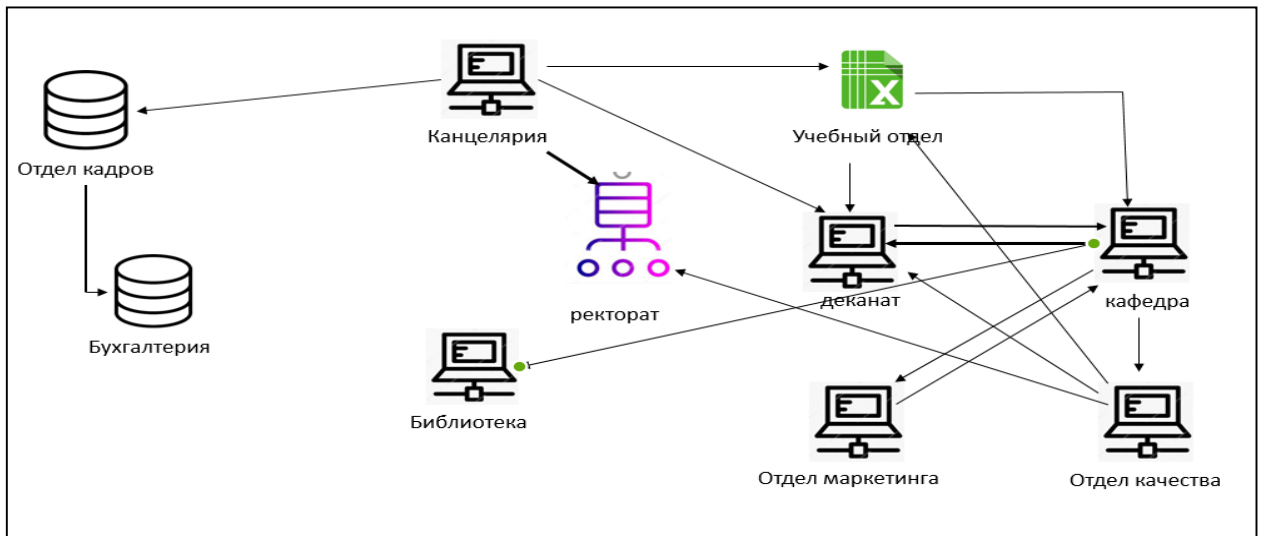 Канцелярия
Учебный отдел
Отдел кадров
деканат
кафедра
ректорат
Бухгалтерия
Библиотека
Отдел маркетинга
Отдел качества